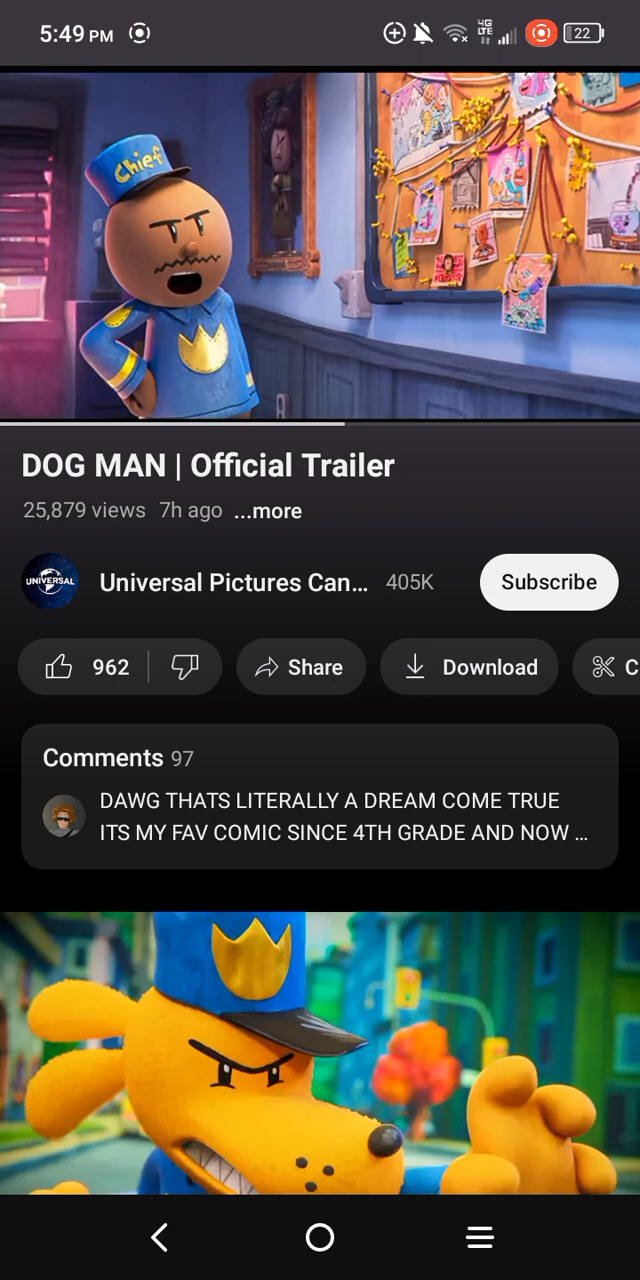 5:49 PM
4G
LTE
22
Chief
DOG MAN | Official Trailer
25,879 views 7h ago ...more
UNIVERSAL
Universal Pictures Can... 405K
Subscribe
962
Share
Download
C
Comments 97
DAWG THATS LITERALLY A DREAM COME TRUE
ITS MY FAV COMIC SINCE 4TH GRADE AND NOW ...